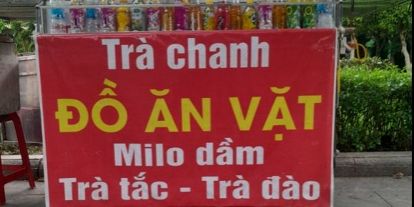 Trà chanh
ĐỒ ĂN VẶT
Milo dầm
Trà tắc - Trà đào